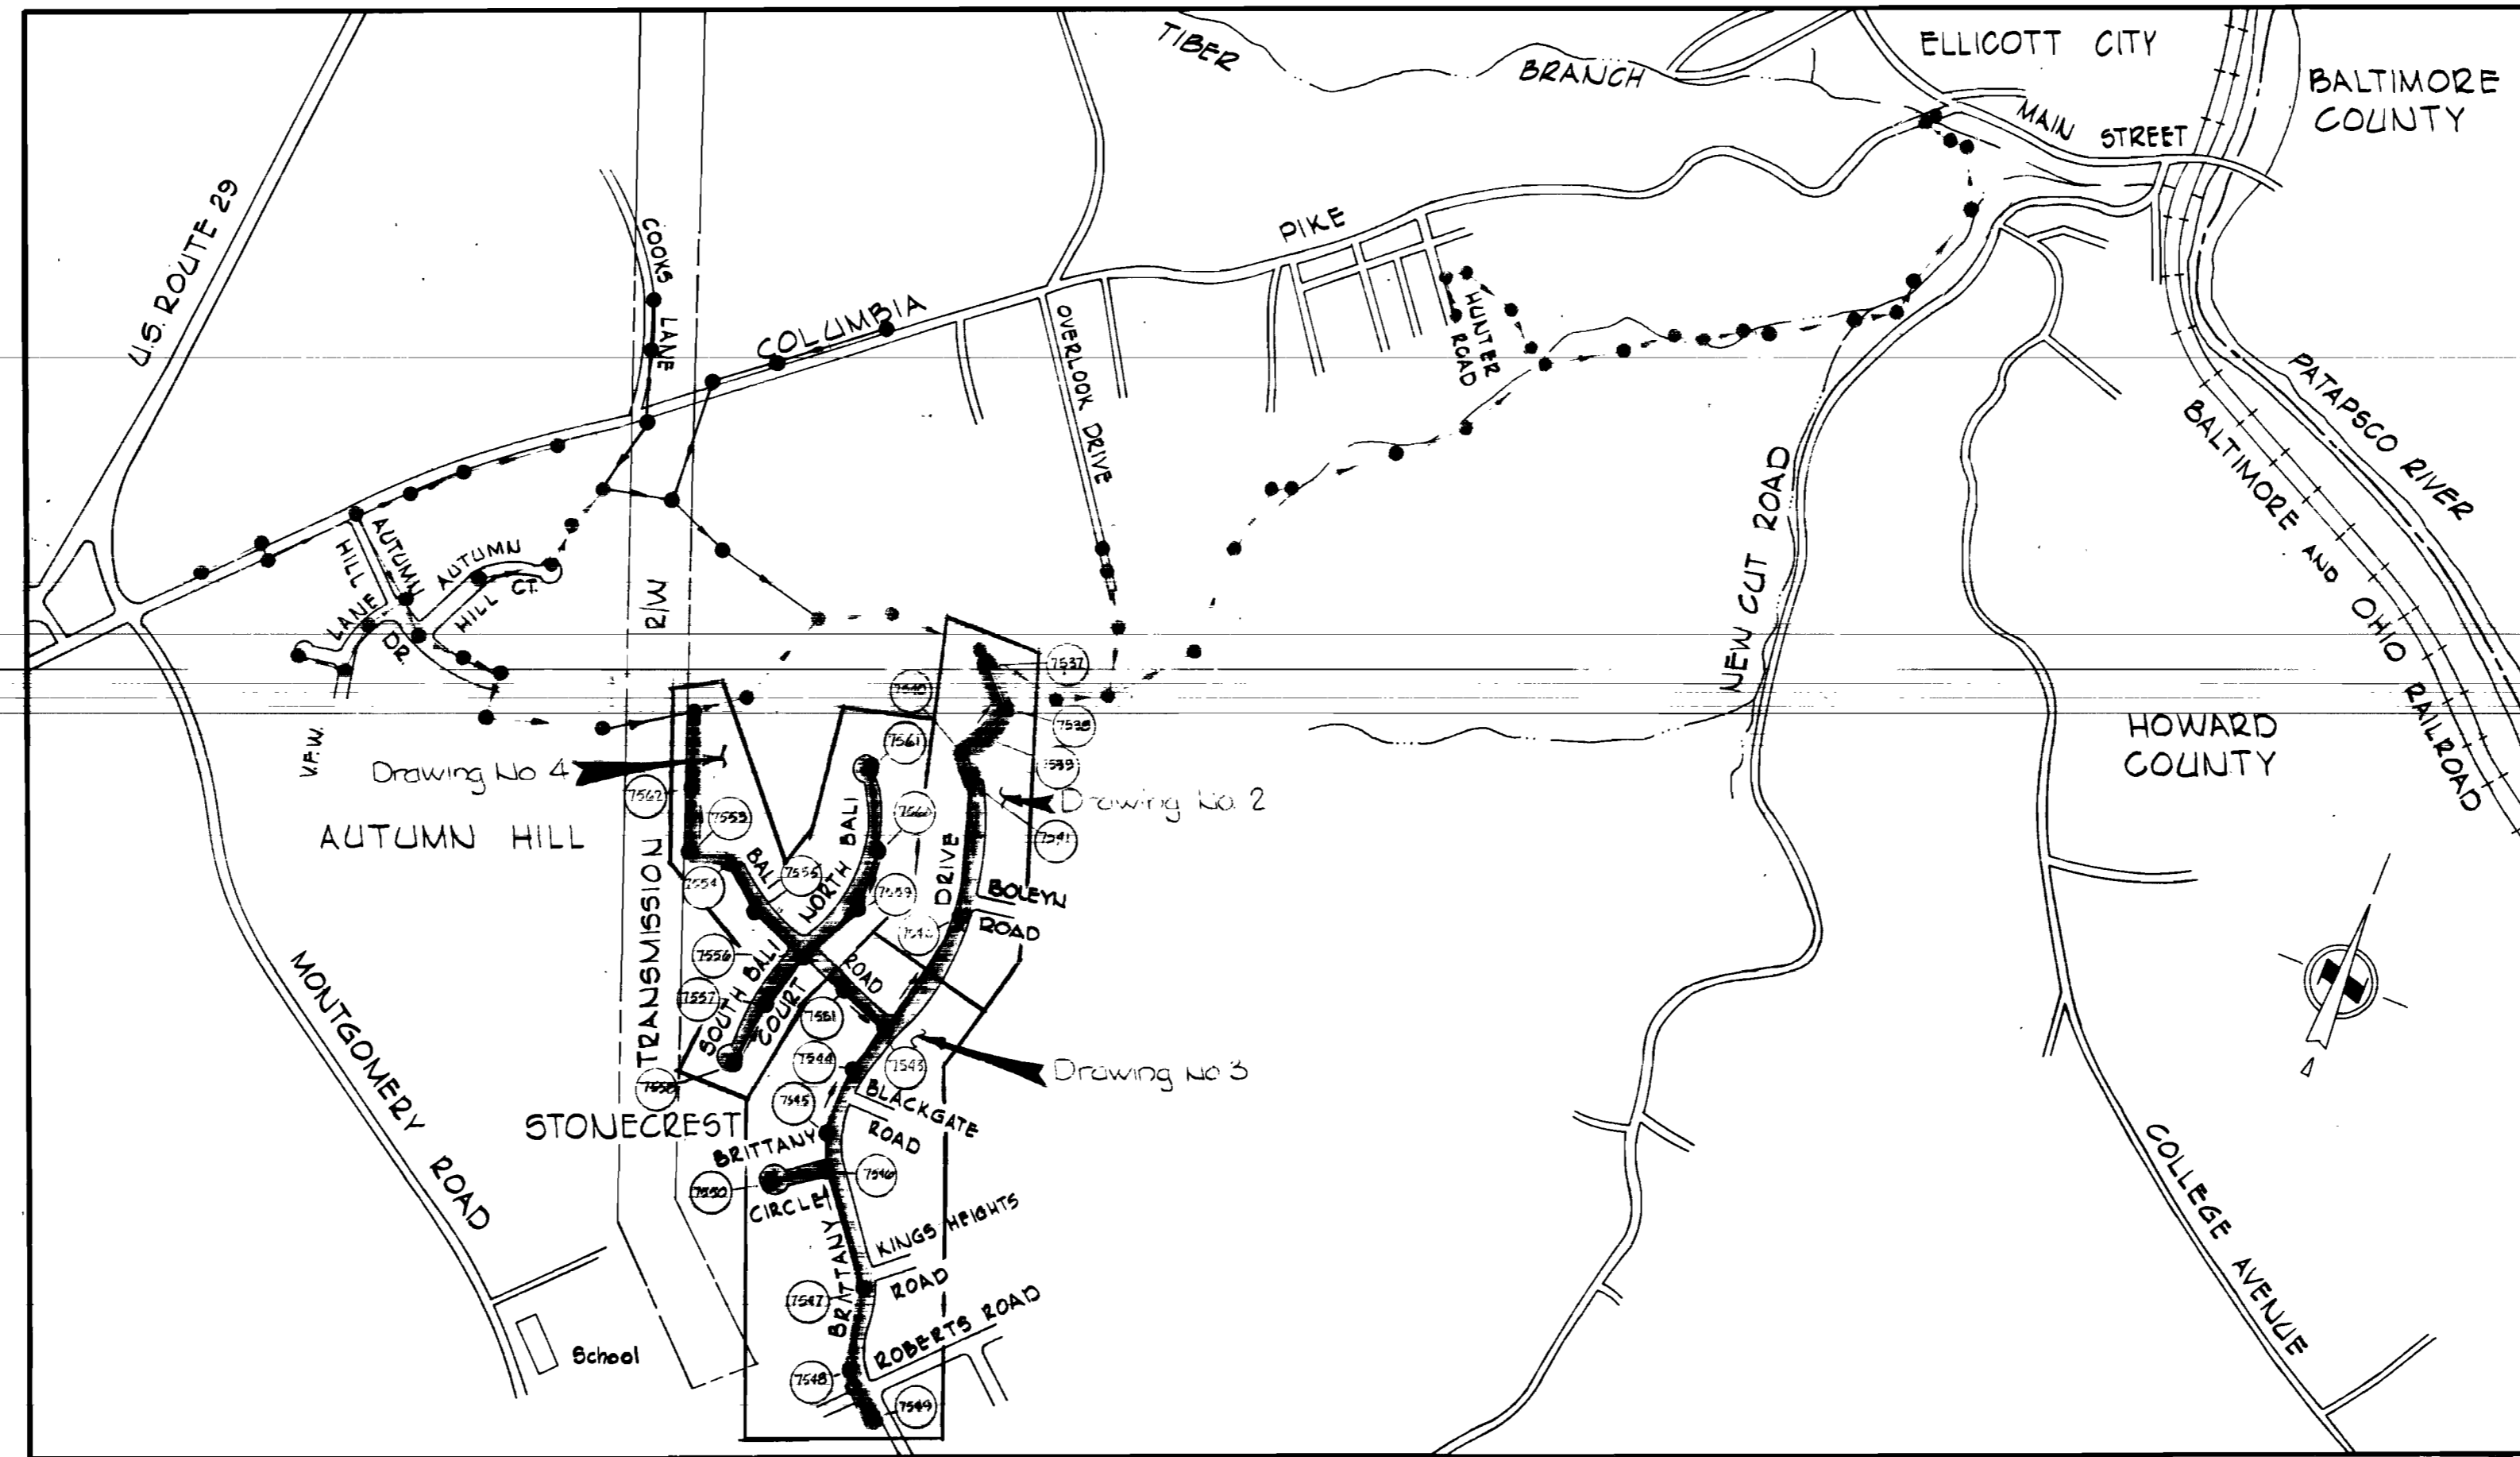 TIBER
BRANCH
ELLICOTT CITY
BALTIMORE
COUNTY
MAIN STREET
U.S. ROUTE 29
COOKS LANE
COLUMBIA
PIKE
OVERLOOK DRIVE
HUNTER
ROAD
PATAPSCO RIVER
BALTIMORE AND OHIO RAILROAD
NEW CUT ROAD
AUTUMN
HILL
LANE
DR.
AUTUMN
HILL CT.
R/W
V.F.W.
7537
7538
7539
7540
7561
HOWARD
COUNTY
Drawing No 4
Drawing No. 2
7562
7553
7560
7541
AUTUMN HILL
BALI
NORTH BALI
DRIVE
7554
7555
7559
BOLEYN
ROAD
TRANSMISSION
7556
ROAD
7557
SOUTH BALI
COURT
7551
7543
7544
Drawing No 3
7558
7545
BLACKGATE
ROAD
MONTGOMERY ROAD
STONECREST
BRITTANY
CIRCLE
7546
7550
KINGS HEIGHTS
ROAD
BRITTANY
7547
ROBERTS ROAD
School
7548
7549
COLLEGE AVENUE